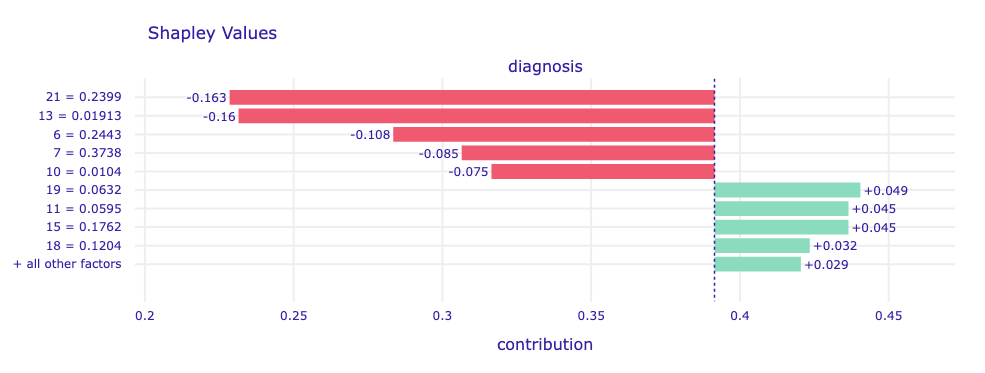 Shapley Values
diagnosis
21 = 0.2399 -0.163
13 = 0.01913 -0.16
6 = 0.2443 -0.108
7 = 0.3738 -0.085
10 = 0.0104 -0.075
19 = 0.0632 +0.049
11 = 0.0595 +0.045
15 = 0.1762 +0.045
18 = 0.1204 +0.032
+ all other factors +0.029
0.2 0.25 0.3 0.35 0.4 0.45
contribution